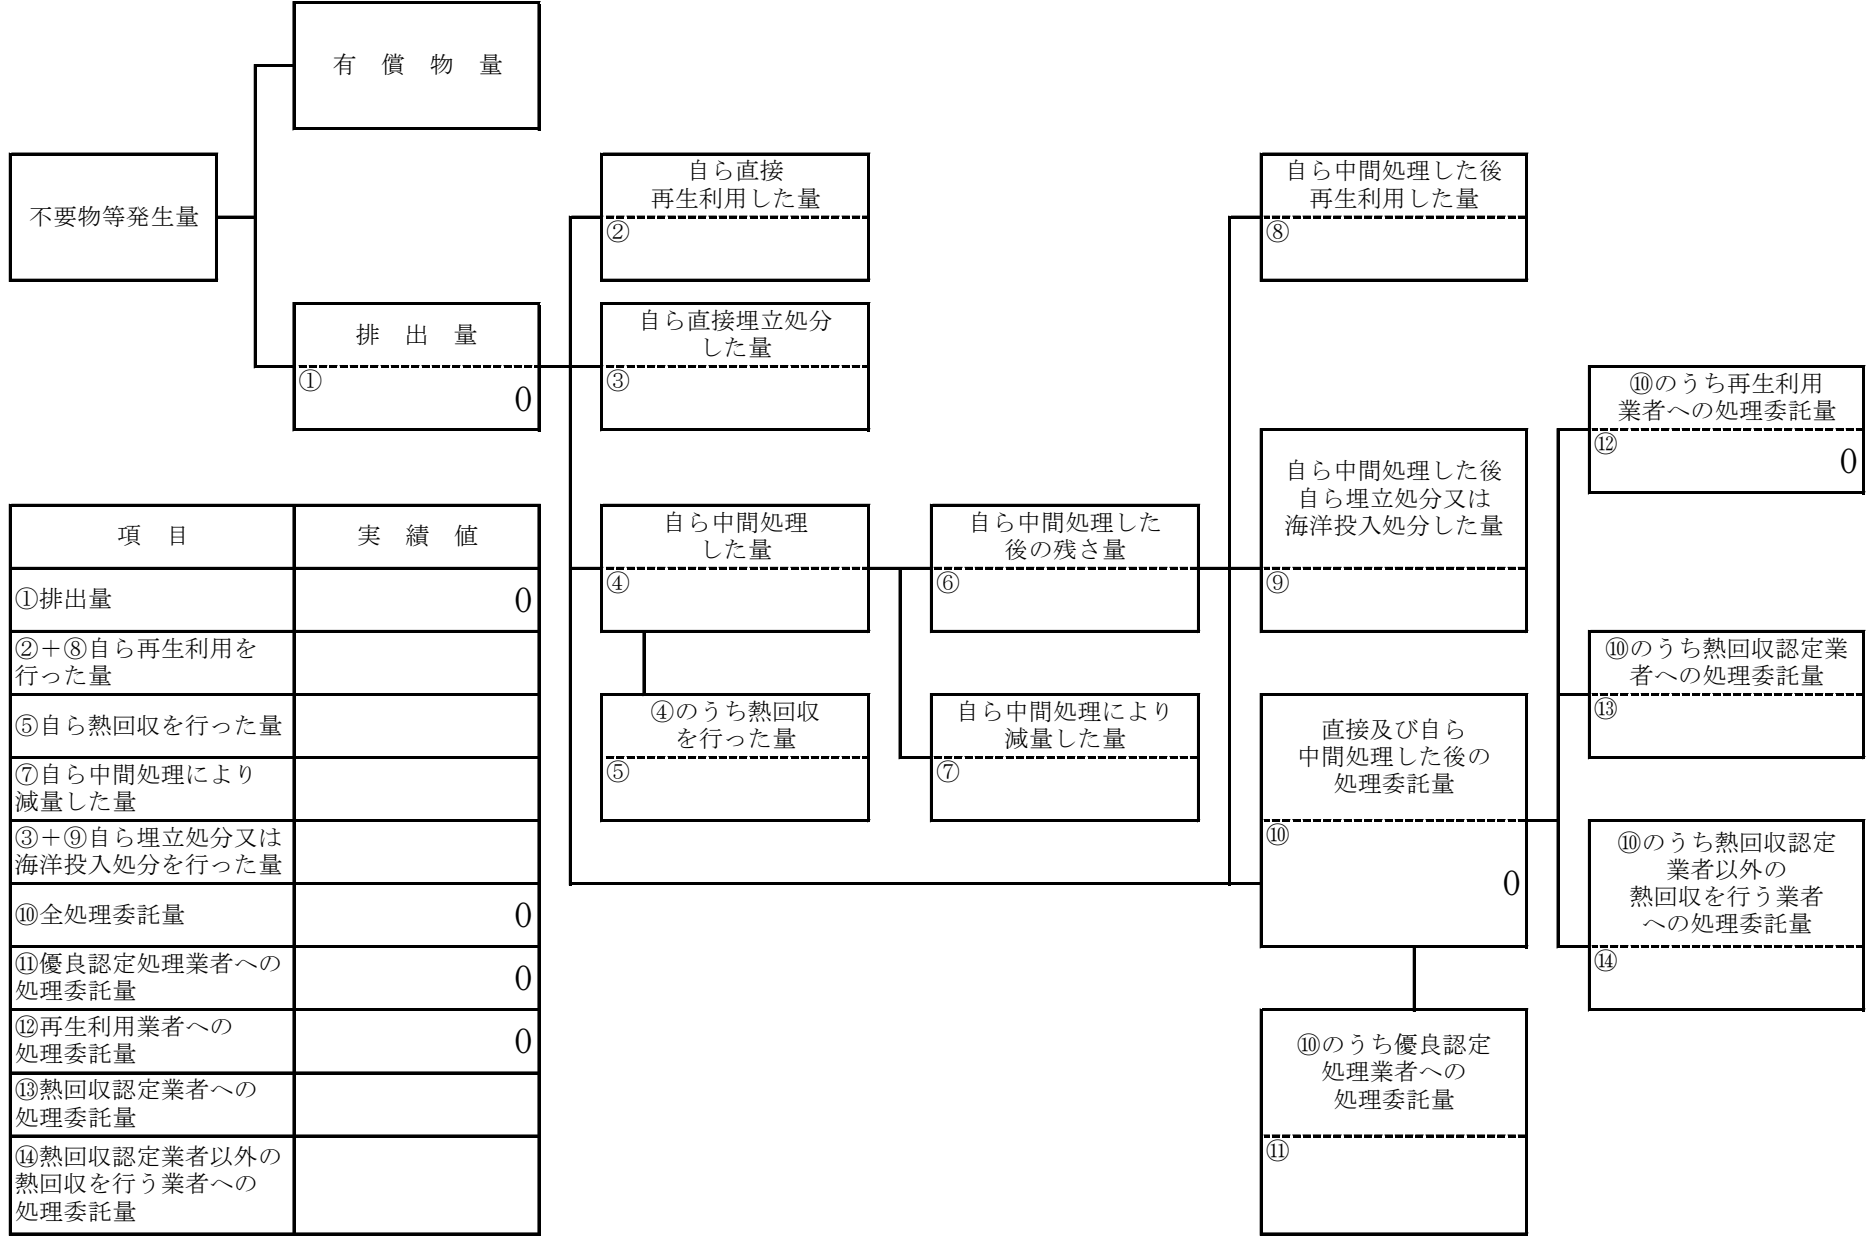 有　償　物　量
不要物等発生量
排　出　量
①
0
自ら直接
再生利用した量
②
自ら直接埋立処分
した量
③
自ら中間処理
した量
④
④のうち熱回収
を行った量
⑤
自ら中間処理した
後の残さ量
⑥
自ら中間処理により
減量した量
⑦
自ら中間処理した後
再生利用した量
⑧
自ら中間処理した後
自ら埋立処分又は
海洋投入処分した量
⑨
直接及び自ら
中間処理した後の
処理委託量
⑩
0
⑩のうち優良認定
処理業者への
処理委託量
⑪
⑩のうち再生利用
業者への処理委託量
⑫
0
⑩のうち熱回収認定業
者への処理委託量
⑬
⑩のうち熱回収認定
業者以外の
熱回収を行う業者
への処理委託量
⑭
項　目
実　績　値
①排出量
0
②＋⑧自ら再生利用を
行った量
⑤自ら熱回収を行った量
⑦自ら中間処理により
減量した量
③＋⑨自ら埋立処分又は
海洋投入処分を行った量
⑩全処理委託量
0
⑪優良認定処理業者への
処理委託量
0
⑫再生利用業者への
処理委託量
0
⑬熱回収認定業者への
処理委託量
⑭熱回収認定業者以外の
熱回収を行う業者への
処理委託量